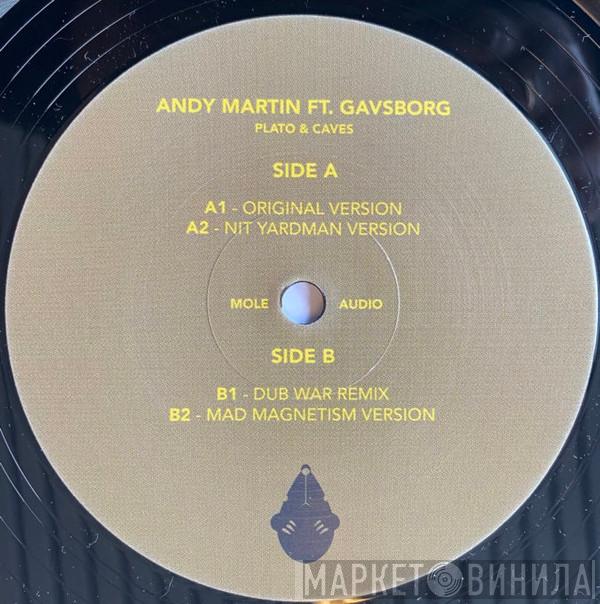 ANDY MARTIN FT. GAVSBORG
PLATO & CAVES
SIDE A
A1 - ORIGINAL VERSION
A2 - NIT YARDMAN VERSION
MOLE AUDIO
SIDE B
B1 - DUB WAR REMIX
B2 - MAD MAGNETISM VERSION
МАРКЕТ ВИНИЛА